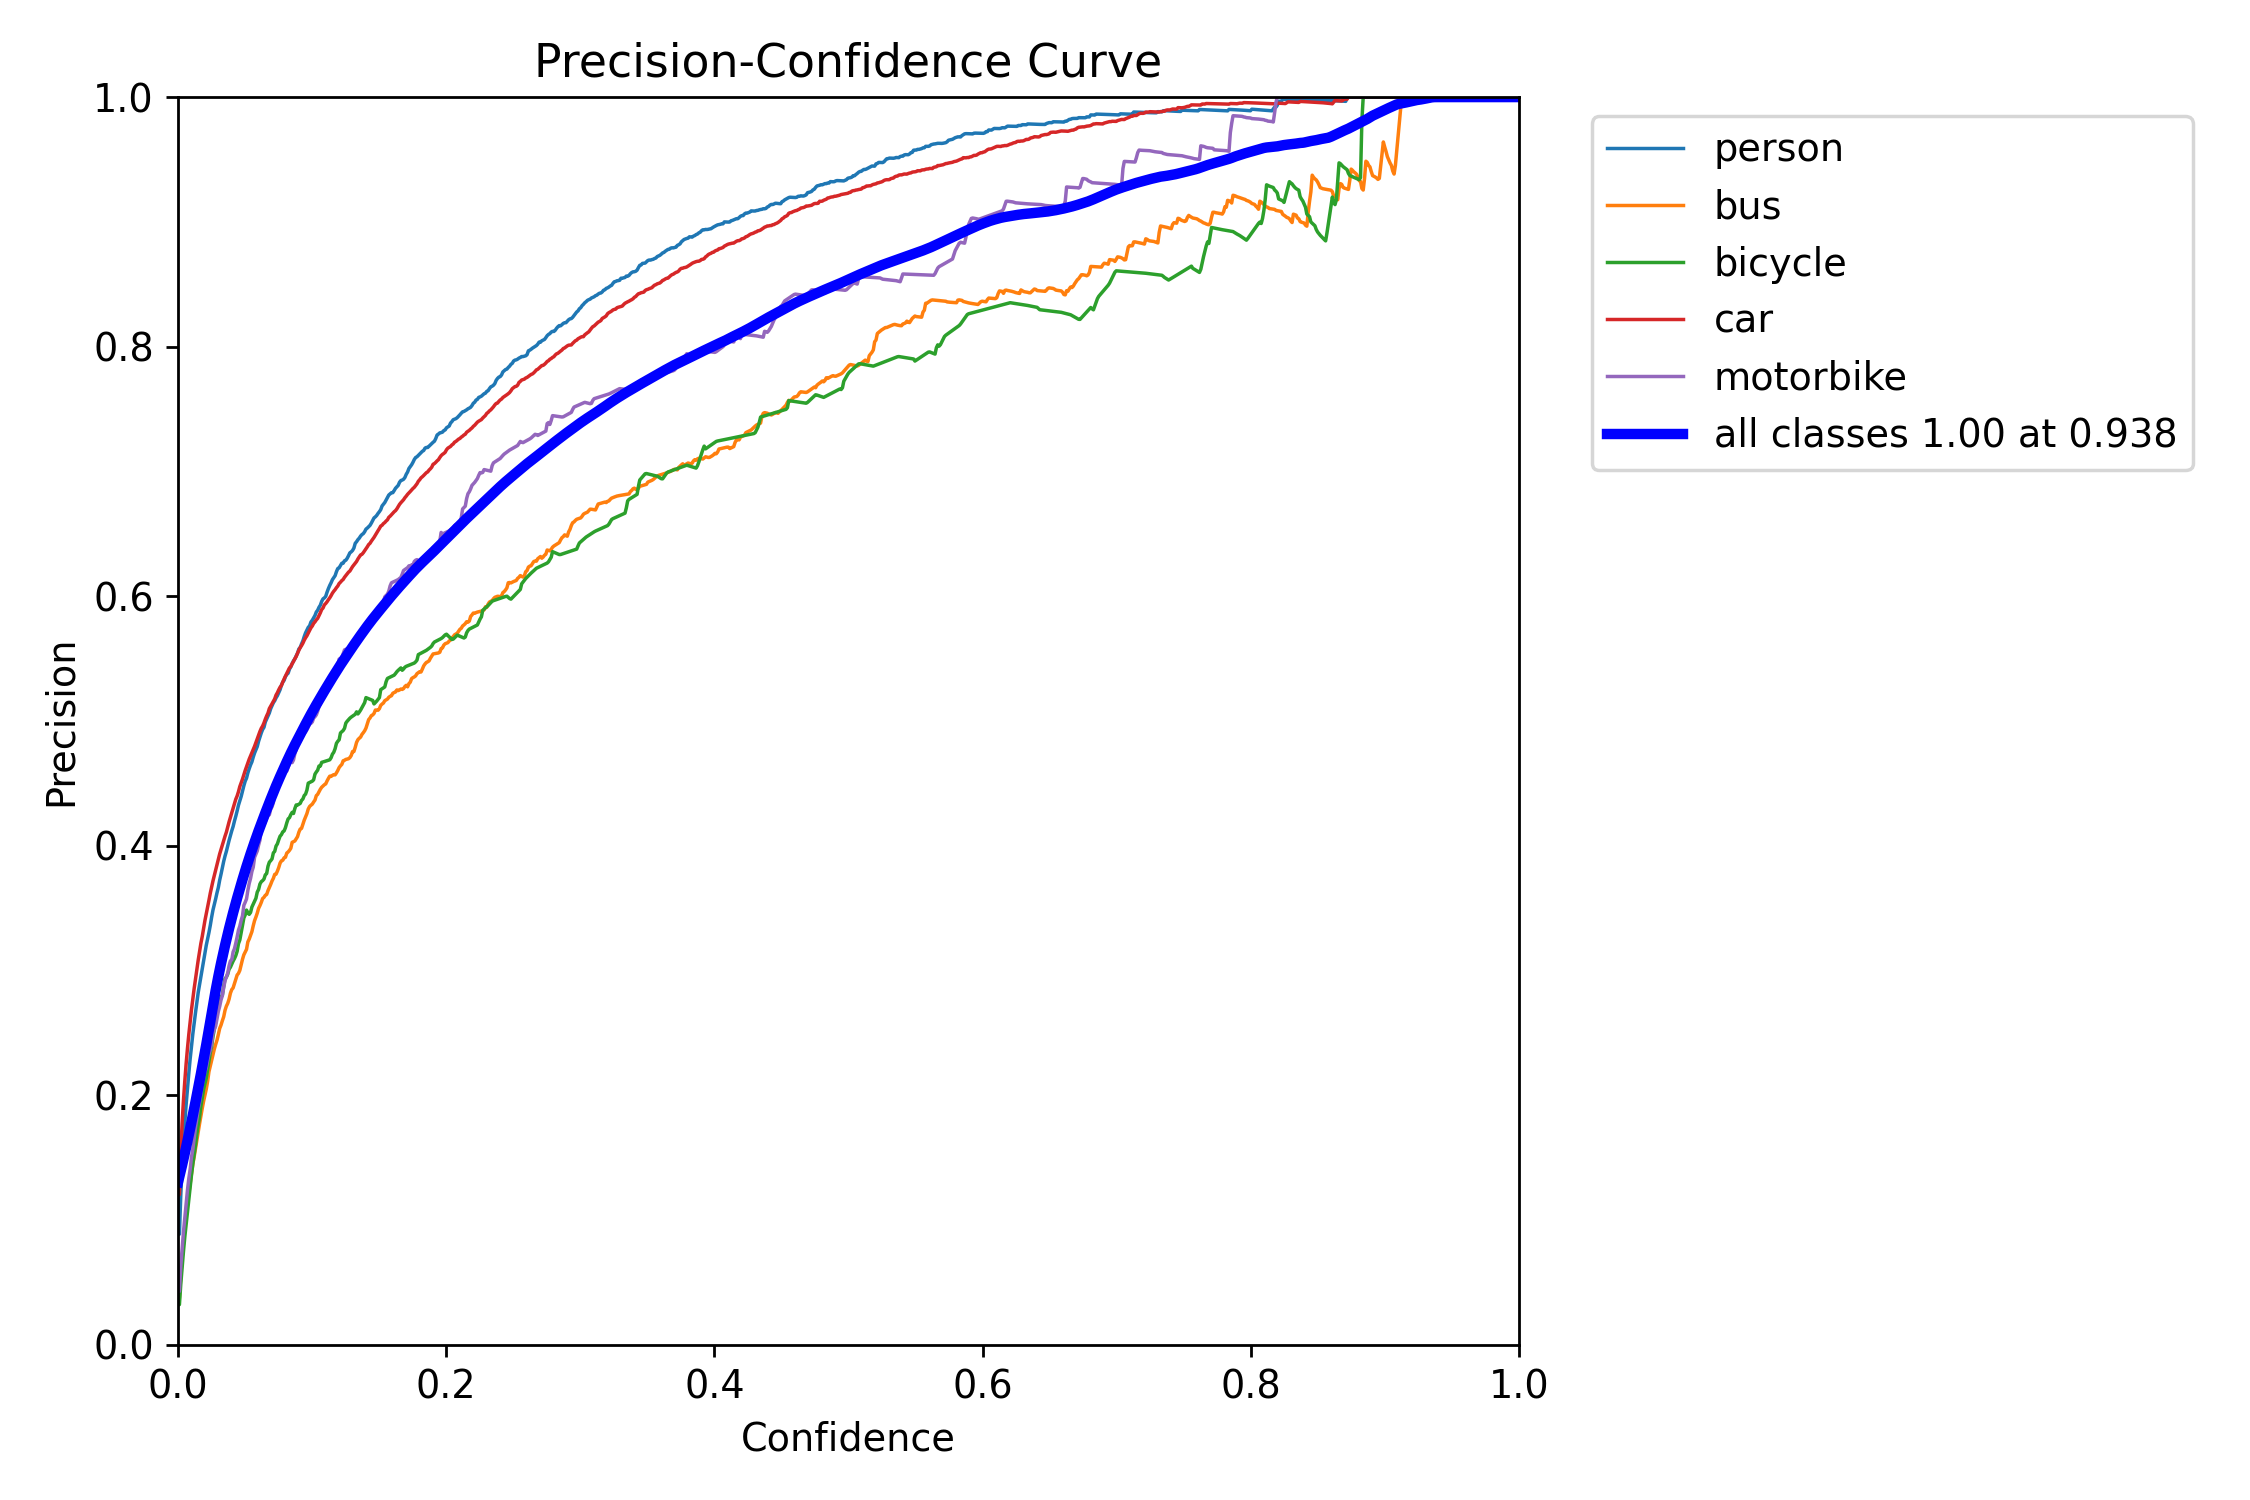 Precision-Confidence Curve
1.0
0.8
0.6
0.4
0.2
0.0
Precision
0.0 0.2 0.4 0.6 0.8 1.0
Confidence
person
bus
bicycle
car
motorbike
all classes 1.00 at 0.938